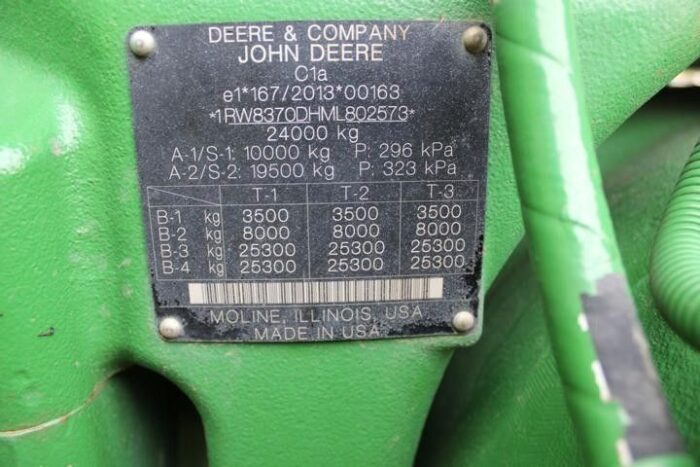 DEERE & COMPANY
JOHN DEERE
C1a
e1*167/2013*00163
*1RW8370DHML802573*
24000 kg
A-1/S-1: 10000 kg P: 296 kPa
A-2/S-2: 19500 kg P: 323 kPa
T-1 T-2 T-3
B-1 kg 3500 3500 3500
B-2 kg 8000 8000 8000
B-3 kg 25300 25300 25300
B-4 kg 25300 25300 25300
MOLINE, ILLINOIS, USA
MADE IN USA